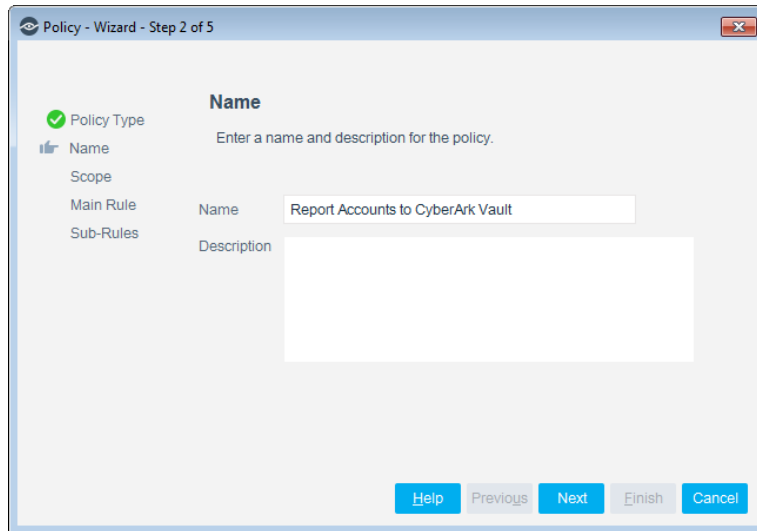 Policy - Wizard - Step 2 of 5
Policy Type
Name
Scope
Main Rule
Sub-Rules
Name
Enter a name and description for the policy.
Name
Report Accounts to CyberArk Vault
Description
Help
Previous
Next
Finish
Cancel